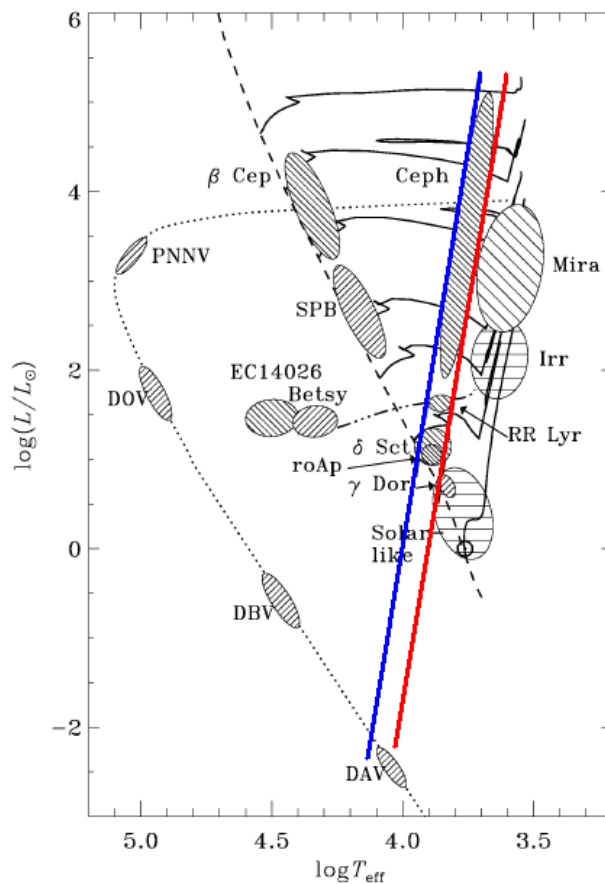 6
β Cep
Ceph
4
PNNV
Mira
SPB
EC14026
Irr
2
Betsy
DOV
RR Lyr
δ Sct
roAp
γ Dor
Solar
like
0
DBV
−2
DAV
5.0 4.5 4.0 3.5
log(L/L☉)
log T_eff